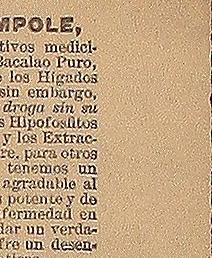 MPOLE,
tivos medici-
Bacalao Puro,
e los Hígados
sin embargo,
droga sin su
s Hipofosfitos
y los Extrac-
re, para otros
tenemos un
agradable al
s potente y de
fermedad en
dar un verda-
fre un desen-